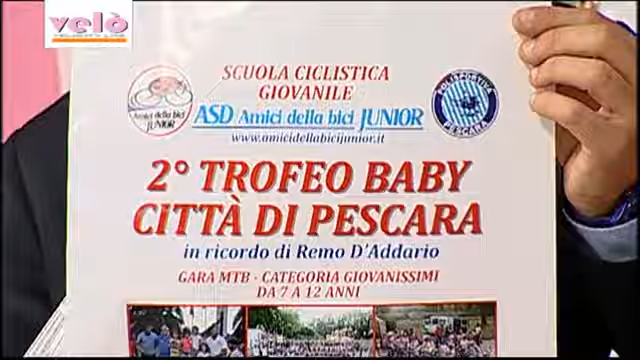 velò
SCUOLA CICLISTICA
GIOVANILE
Amici della bici
JUNIOR
ASD Amici della bici JUNIOR
POLISPORTIVA
PESCARA
www.amicidellabicijunior.it
2° TROFEO BABY
CITTÀ DI PESCARA
in ricordo di Remo D'Addario
GARA MTB - CATEGORIA GIOVANISSIMI
DA 7 A 12 ANNI